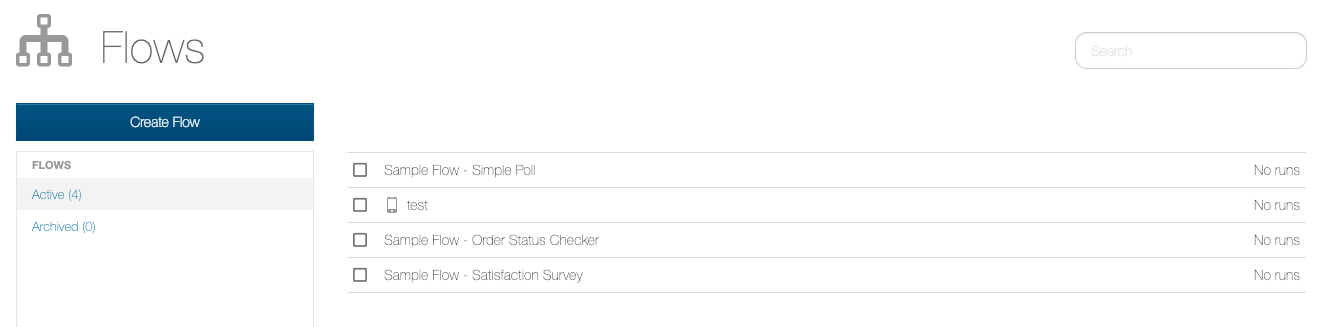 Flows
Search
Create Flow
FLOWS
Active (4)
Archived (0)
Sample Flow - Simple Poll No runs
test No runs
Sample Flow - Order Status Checker No runs
Sample Flow - Satisfaction Survey No runs